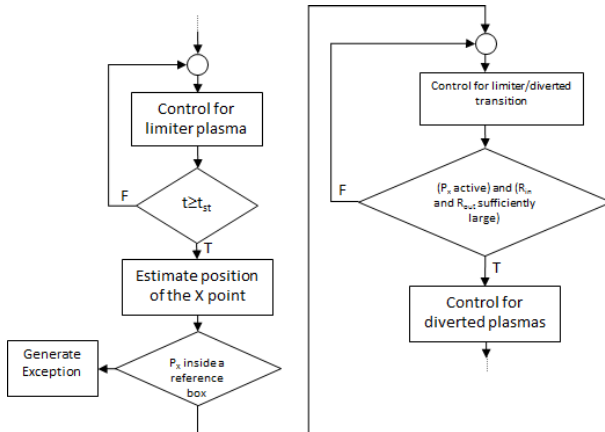 Control for
limiter plasma
F
t≥t_st
T
Estimate position
of the X point
Generate
Exception
P_x inside a
reference
box
Control for limiter/diverted
transition
F
(P_x active) and (R_in
and R_out sufficiently
large)
T
Control for
diverted plasmas